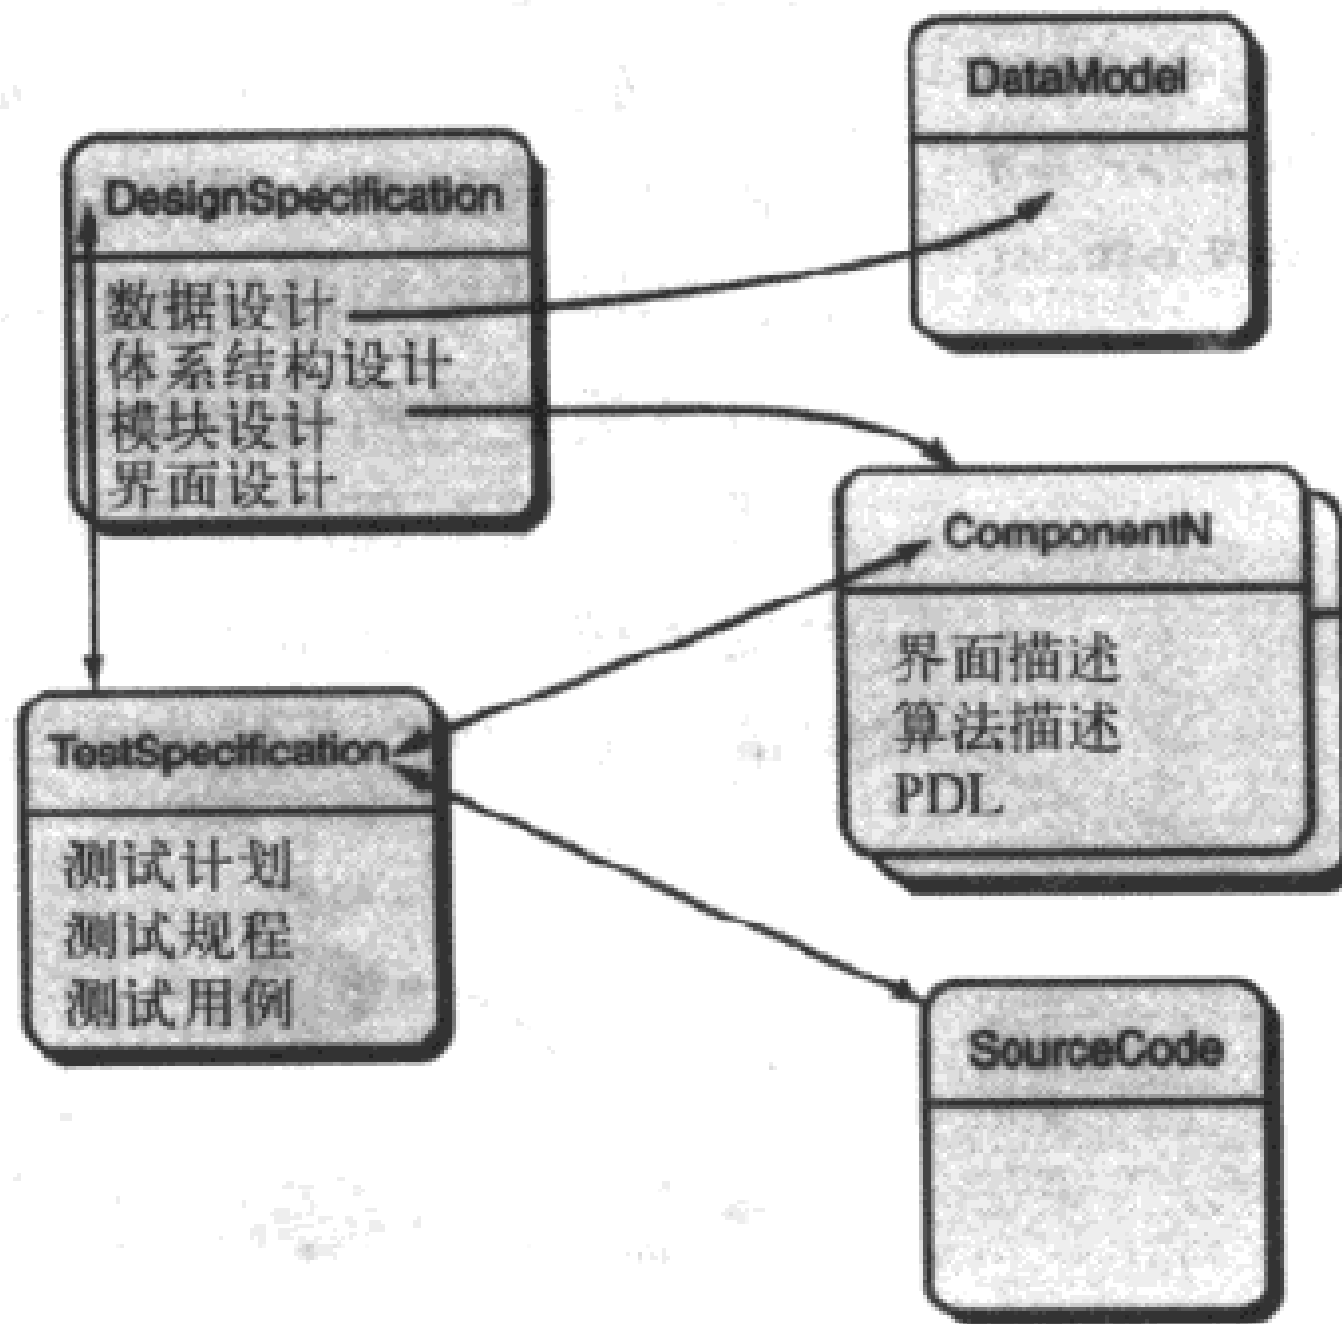 DataModel
DesignSpecification
数据设计
体系结构设计
模块设计
界面设计
ComponentN
界面描述
算法描述
PDL
TestSpecification
测试计划
测试规程
测试用例
SourceCode